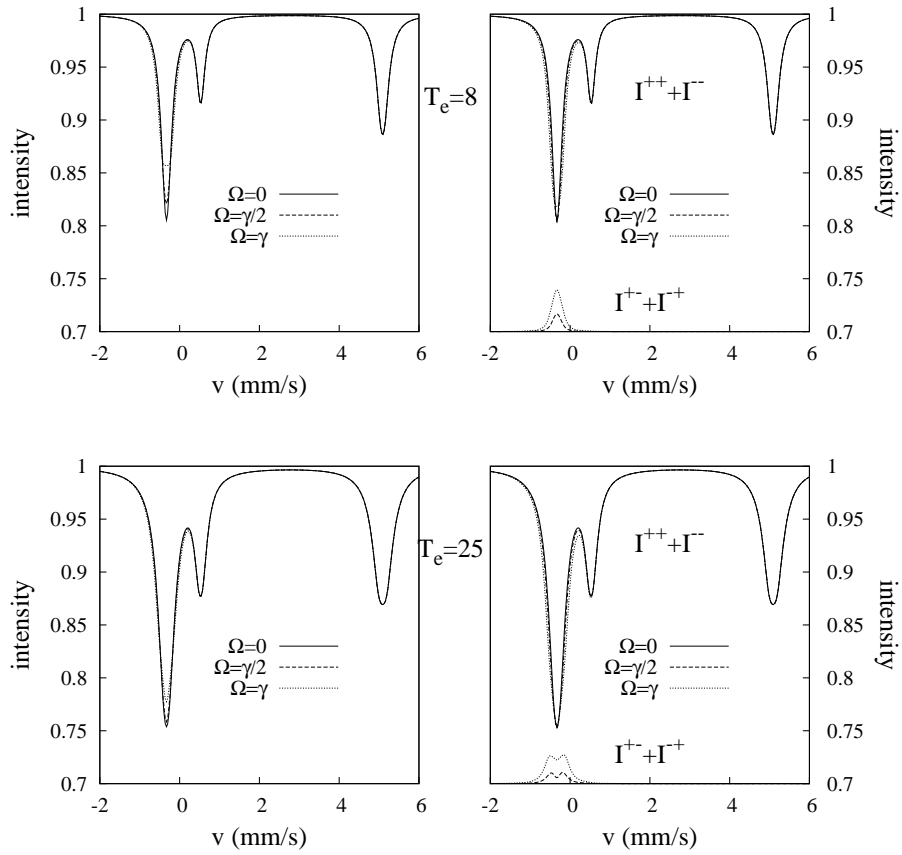 1
0.95
0.9
0.85
0.8
0.75
0.7
-2
0
2
4
6
v (mm/s)
intensity
Ω=0
Ω=γ/2
Ω=γ
T_e=8
1
0.95
0.9
0.85
0.8
0.75
0.7
-2
0
2
4
6
v (mm/s)
intensity
I^{++}+I^{--}
Ω=0
Ω=γ/2
Ω=γ
I^{+-}+I^{-+}
1
0.95
0.9
0.85
0.8
0.75
0.7
-2
0
2
4
6
v (mm/s)
intensity
Ω=0
Ω=γ/2
Ω=γ
T_e=25
1
0.95
0.9
0.85
0.8
0.75
0.7
-2
0
2
4
6
v (mm/s)
intensity
I^{++}+I^{--}
Ω=0
Ω=γ/2
Ω=γ
I^{+-}+I^{-+}